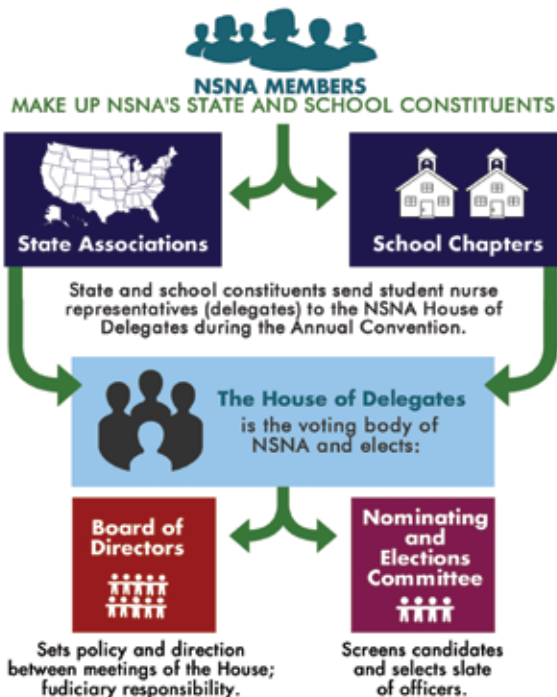 NSNA MEMBERS
MAKE UP NSNA'S STATE AND SCHOOL CONSTITUENTS
State Associations
School Chapters
State and school constituents send student nurse
representatives (delegates) to the NSNA House of
Delegates during the Annual Convention.
The House of Delegates
is the voting body of
NSNA and elects:
Board of
Directors
Nominating
and
Elections
Committee
Sets policy and direction
between meetings of the House;
fudiciary responsibility.
Screens candidates
and selects slate
of officers.